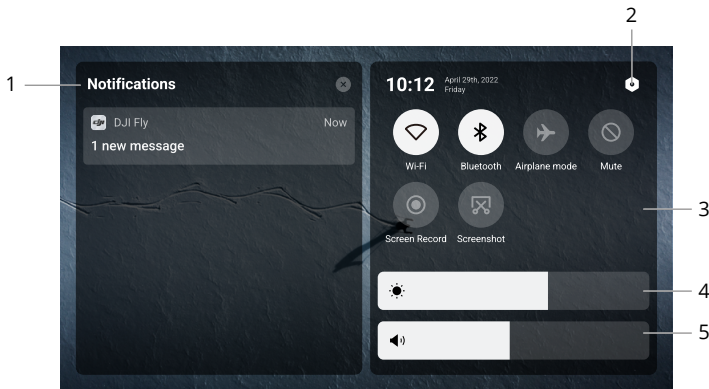 2
1
Notifications
DJI Fly
Now
1 new message
10:12
April 29th, 2022
Friday
Wi-Fi
Bluetooth
Airplane mode
Mute
Screen Record
Screenshot
3
4
5